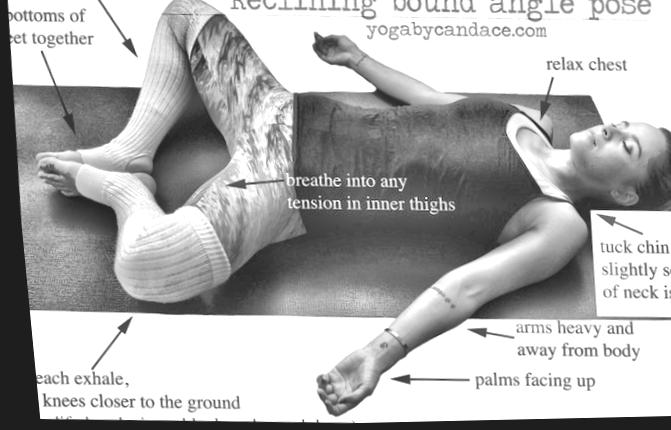 Reclining bound angle pose
yogabycandace.com
bottoms of
feet together
relax chest
breathe into any
tension in inner thighs
tuck chin
slightly
of neck
arms heavy and
away from body
palms facing up
each exhale,
knees closer to the ground